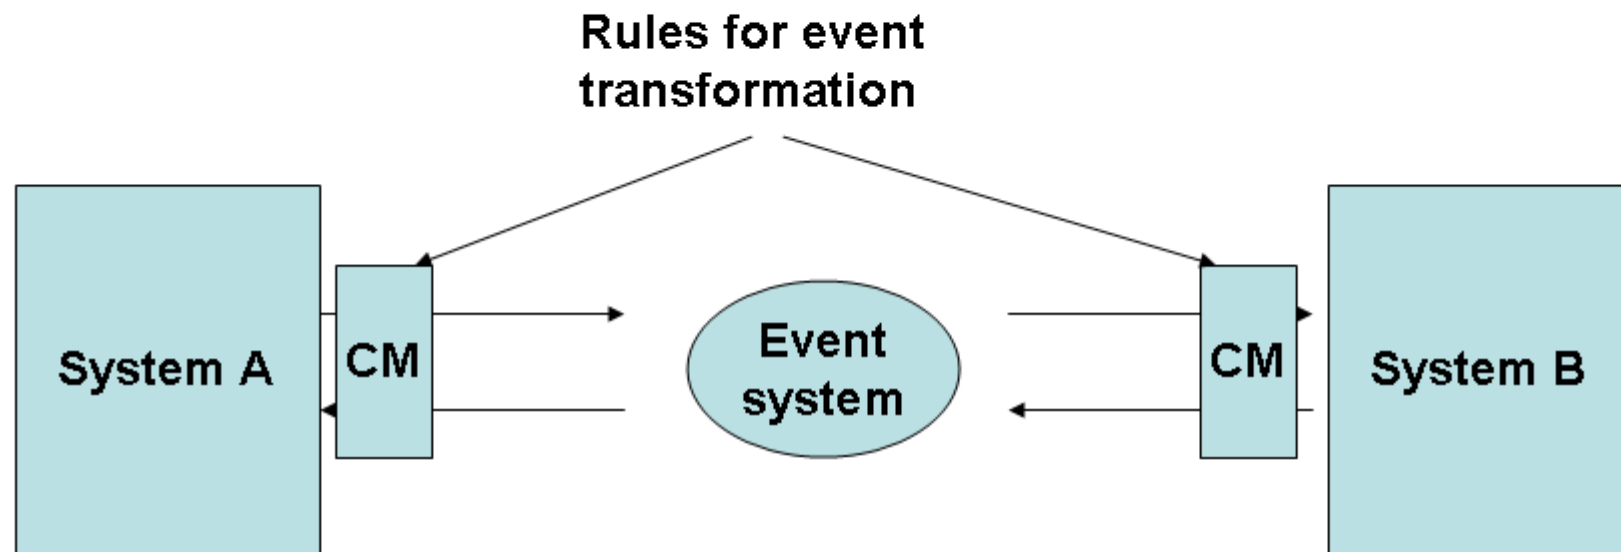 Rules for event
transformation
System A
CM
Event
system
CM
System B